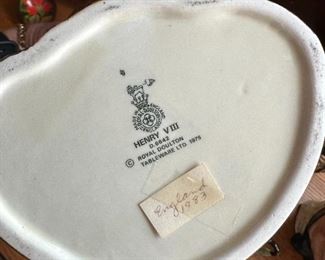 HENRY VIII
D.6642
© ROYAL DOULTON
TABLEWARE LTD. 1975
England
1983